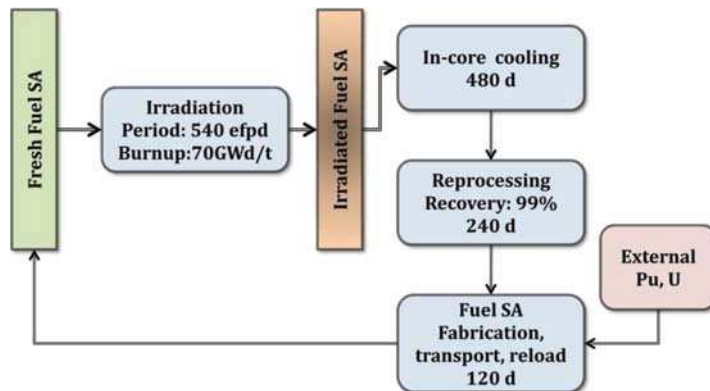 Fresh Fuel SA
Irradiation
Period: 540 efpd
Burnup:70GWd/t
Irradiated Fuel SA
In-core cooling
480 d
Reprocessing
Recovery: 99%
240 d
External
Pu, U
Fuel SA
Fabrication,
transport, reload
120 d